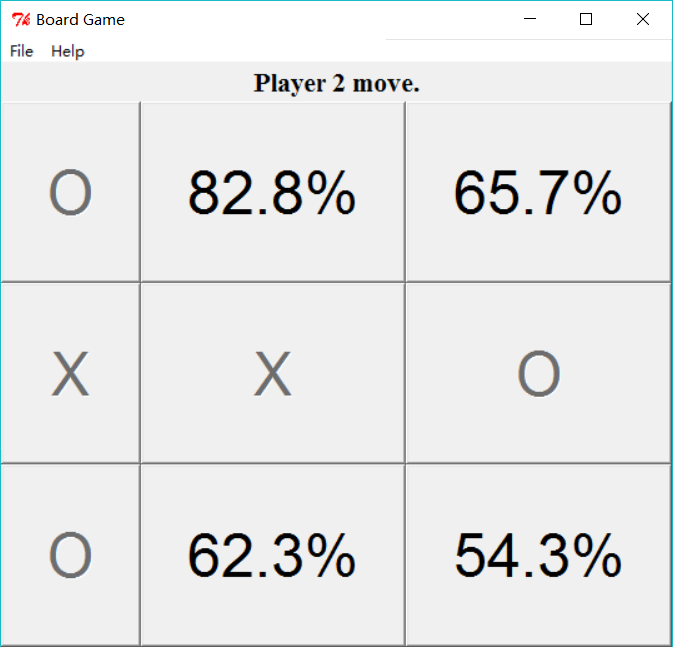 Board Game
File Help
Player 2 move.
O 82.8% 65.7%
X X O
O 62.3% 54.3%